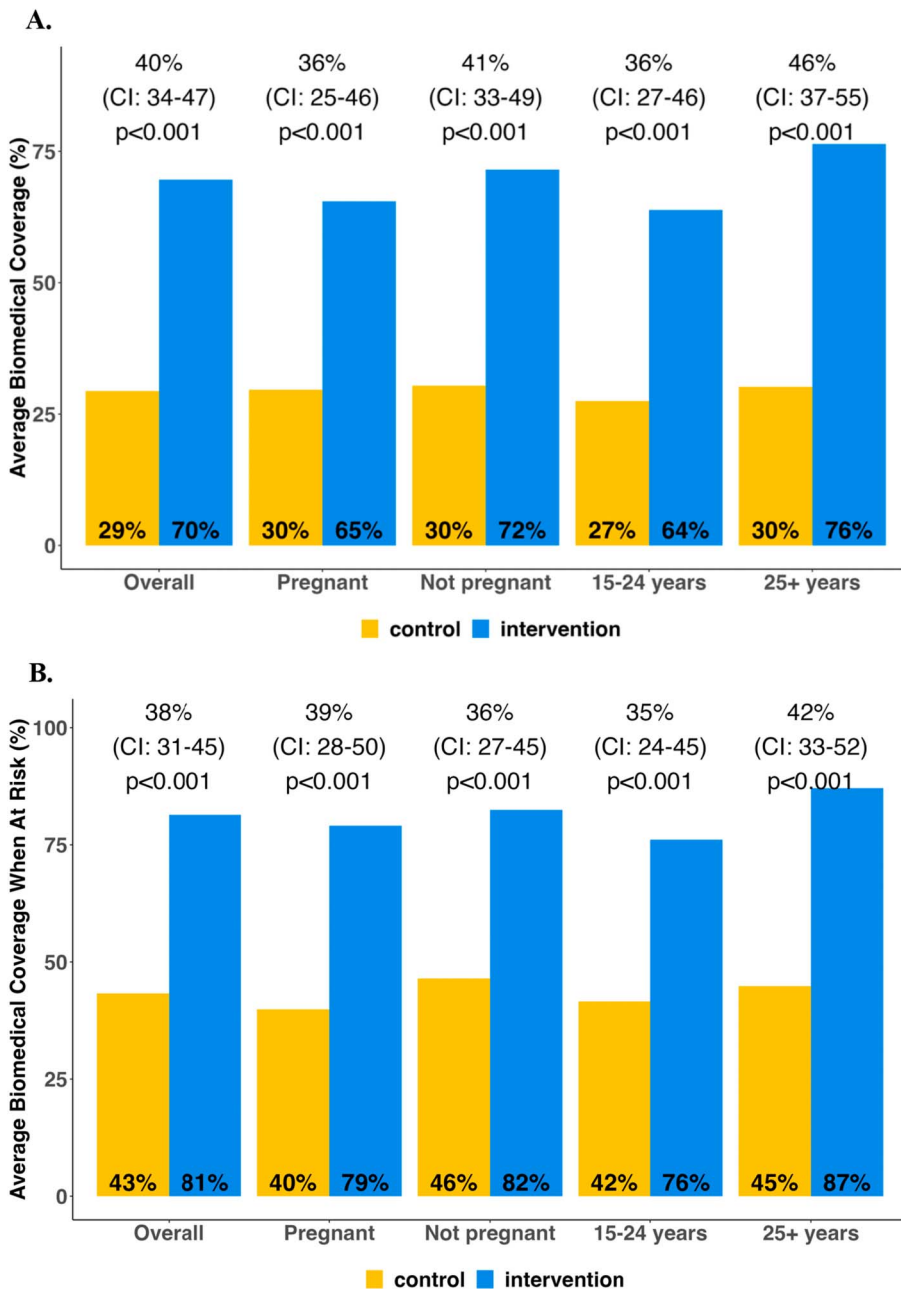 A.
40% 36% 41% 36% 46%
(CI: 34-47) (CI: 25-46) (CI: 33-49) (CI: 27-46) (CI: 37-55)
p<0.001 p<0.001 p<0.001 p<0.001 p<0.001
Average Biomedical Coverage (%)
75
50
25
0
29% 70% 30% 65% 30% 72% 27% 64% 30% 76%
Overall Pregnant Not pregnant 15-24 years 25+ years
control intervention
B.
38% 39% 36% 35% 42%
(CI: 31-45) (CI: 28-50) (CI: 27-45) (CI: 24-45) (CI: 33-52)
p<0.001 p<0.001 p<0.001 p<0.001 p<0.001
Average Biomedical Coverage When At Risk (%)
100
75
50
25
0
43% 81% 40% 79% 46% 82% 42% 76% 45% 87%
Overall Pregnant Not pregnant 15-24 years 25+ years
control intervention